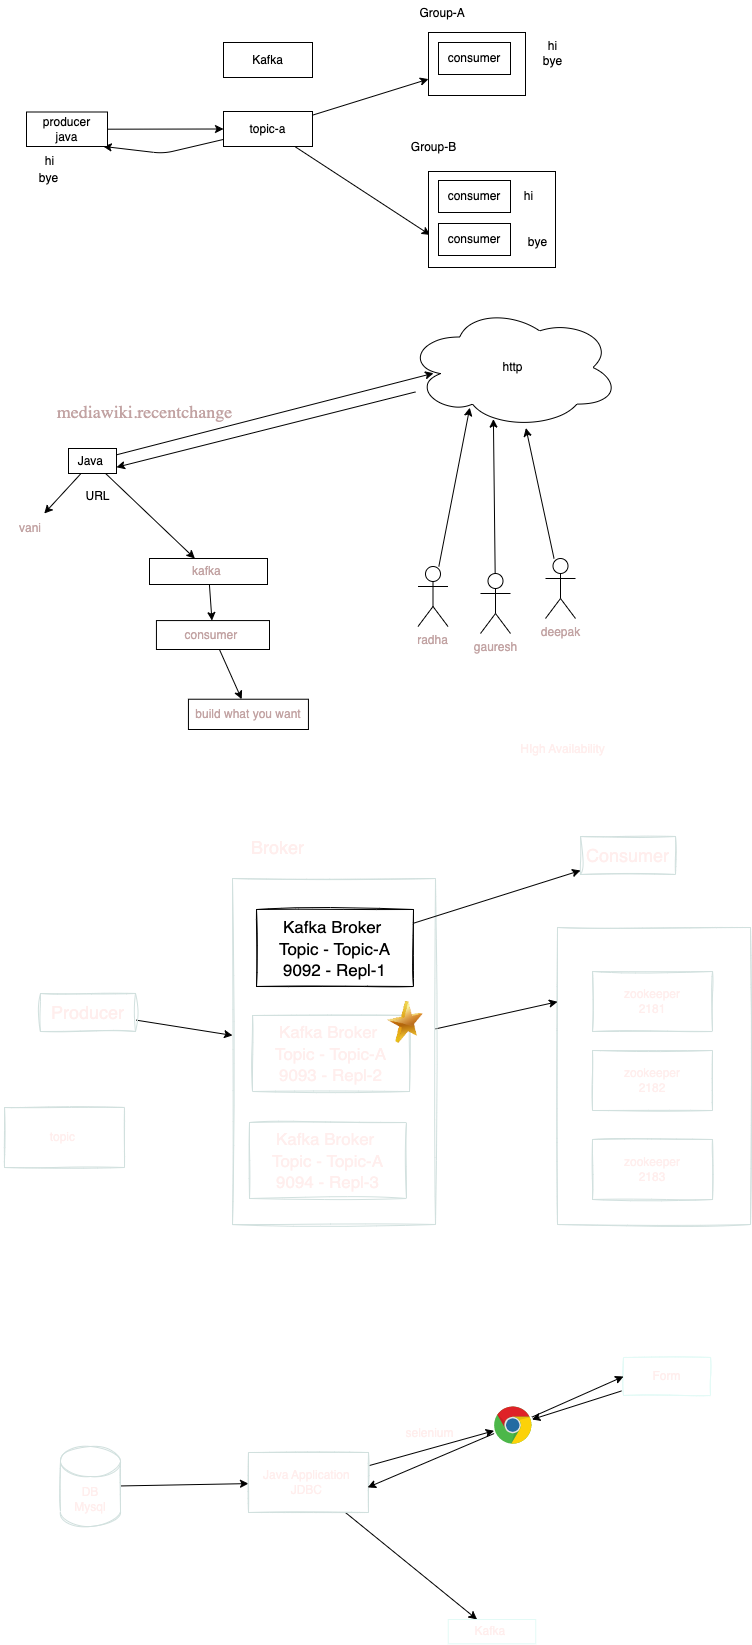 Group-A
Kafka
consumer
hi
bye
producer
java
topic-a
hi
bye
Group-B
consumer
hi
consumer
bye
http
mediawiki.recentchange
Java
URL
vani
kafka
consumer
build what you want
radha
gauresh
deepak
High Availability
Broker
Consumer
Kafka Broker
Topic - Topic-A
9092 - Repl-1
Producer
Kafka Broker
Topic - Topic-A
9093 - Repl-2
Kafka Broker
Topic - Topic-A
9094 - Repl-3
topic
zookeeper
2181
zookeeper
2182
zookeeper
2183
Form
selenium
DB
Mysql
Java Application
JDBC
Kafka